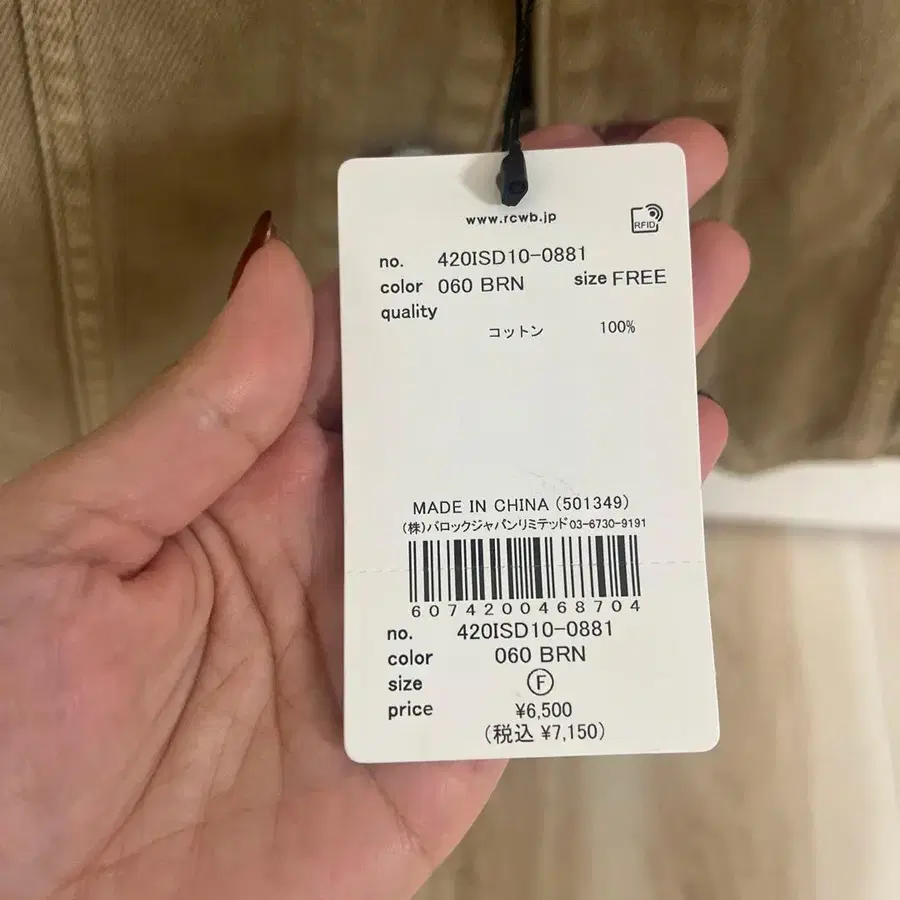 www.rcwb.jp
RFID
no. 420ISD10-0881
color 060 BRN size FREE
quality
コットン 100%
MADE IN CHINA (501349)
(株)バロックジャパンリミテッド03-6730-9191
6074200468704
no. 420ISD10-0881
color 060 BRN
size Ⓕ
price ¥6,500
(税込 ¥7,150)